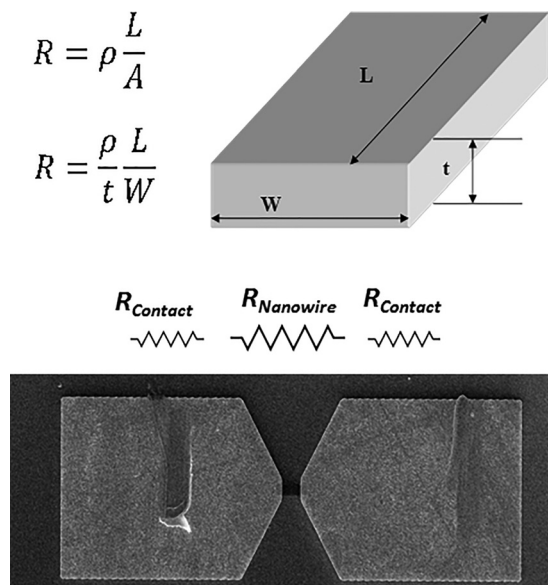 R = ρ L/A
L
R = ρ/t L/W
t
W
R_Contact R_Nanowire R_Contact